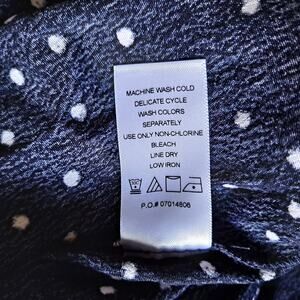 MACHINE WASH COLD
DELICATE CYCLE
WASH COLORS
SEPARATELY
USE ONLY NON-CHLORINE
BLEACH
LINE DRY
LOW IRON
P.O.# 07014806